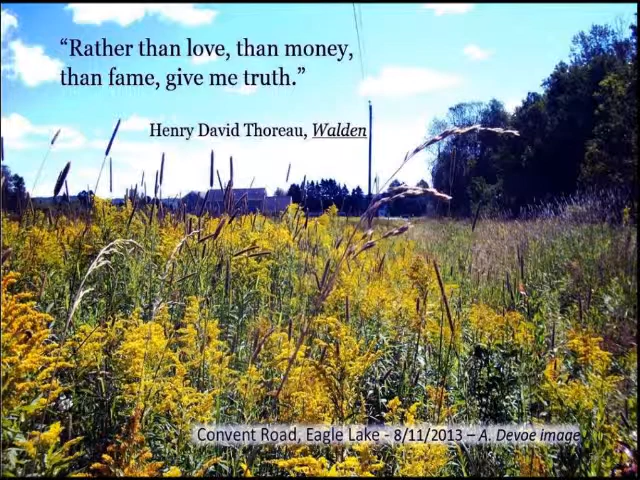 “Rather than love, than money,
than fame, give me truth.”
Henry David Thoreau, Walden
Convent Road, Eagle Lake - 8/11/2013 – A. Devoe image